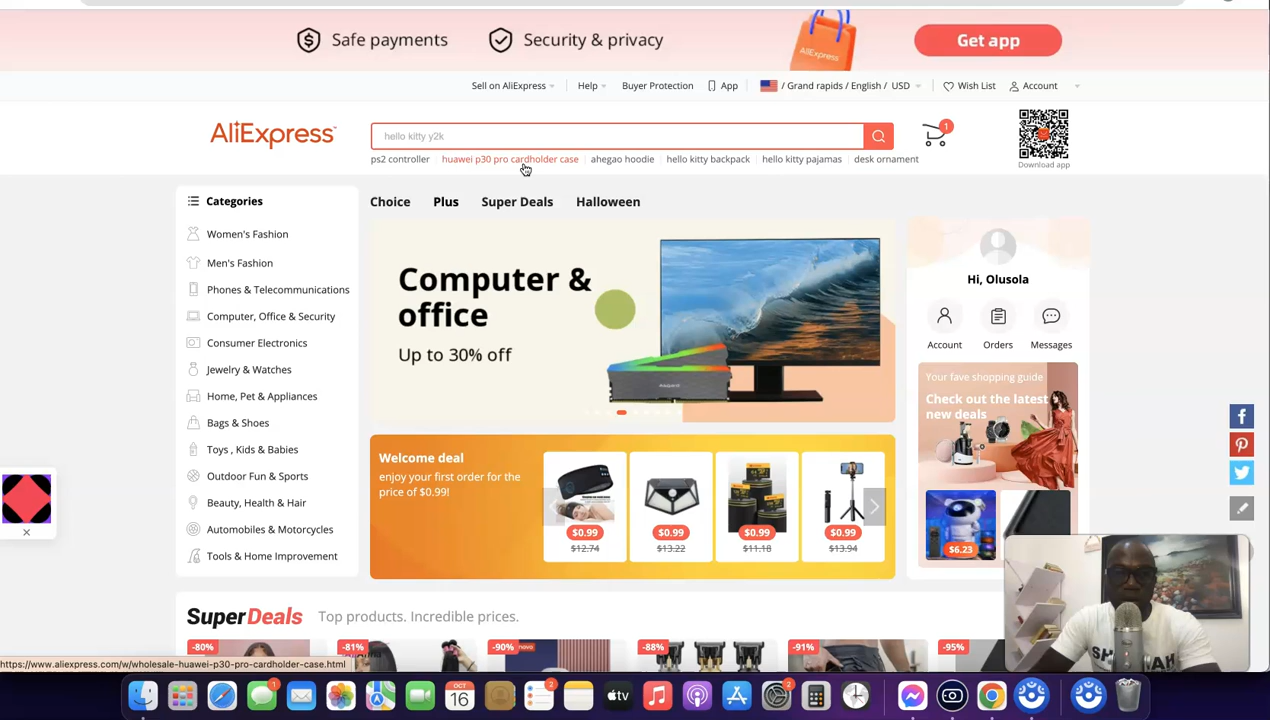 Safe payments
Security & privacy
AliExpress
Get app
Sell on AliExpress
Help
Buyer Protection
App
/ Grand rapids / English / USD
Wish List
Account
AliExpress
hello kitty y2k
1
Download app
ps2 controller
huawei p30 pro cardholder case
ahegao hoodie
hello kitty backpack
hello kitty pajamas
desk ornament
Categories
Women's Fashion
Men's Fashion
Phones & Telecommunications
Computer, Office & Security
Consumer Electronics
Jewelry & Watches
Home, Pet & Appliances
Bags & Shoes
Toys , Kids & Babies
Outdoor Fun & Sports
Beauty, Health & Hair
Automobiles & Motorcycles
Tools & Home Improvement
Choice
Plus
Super Deals
Halloween
Computer &
office
Up to 30% off
Hi, Olusola
Account
Orders
Messages
Your fave shopping guide
Check out the latest
new deals
$6.23
Welcome deal
enjoy your first order for the
price of $0.99!
$0.99
$12.74
$0.99
$13.22
$0.99
$11.18
$0.99
$13.94
SuperDeals
Top products. Incredible prices.
-80%
-81%
-90%
-88%
-91%
-95%
https://www.aliexpress.com/w/wholesale-huawei-p30-pro-cardholder-case.html
1
OCT
16
2
tv
2